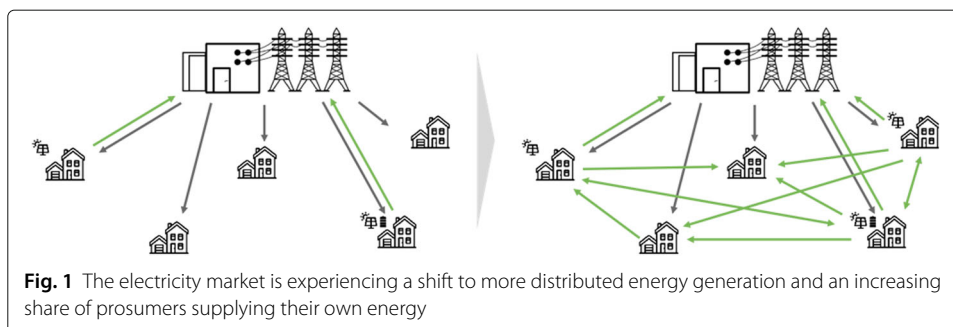 Fig. 1 The electricity market is experiencing a shift to more distributed energy generation and an increasing
share of prosumers supplying their own energy